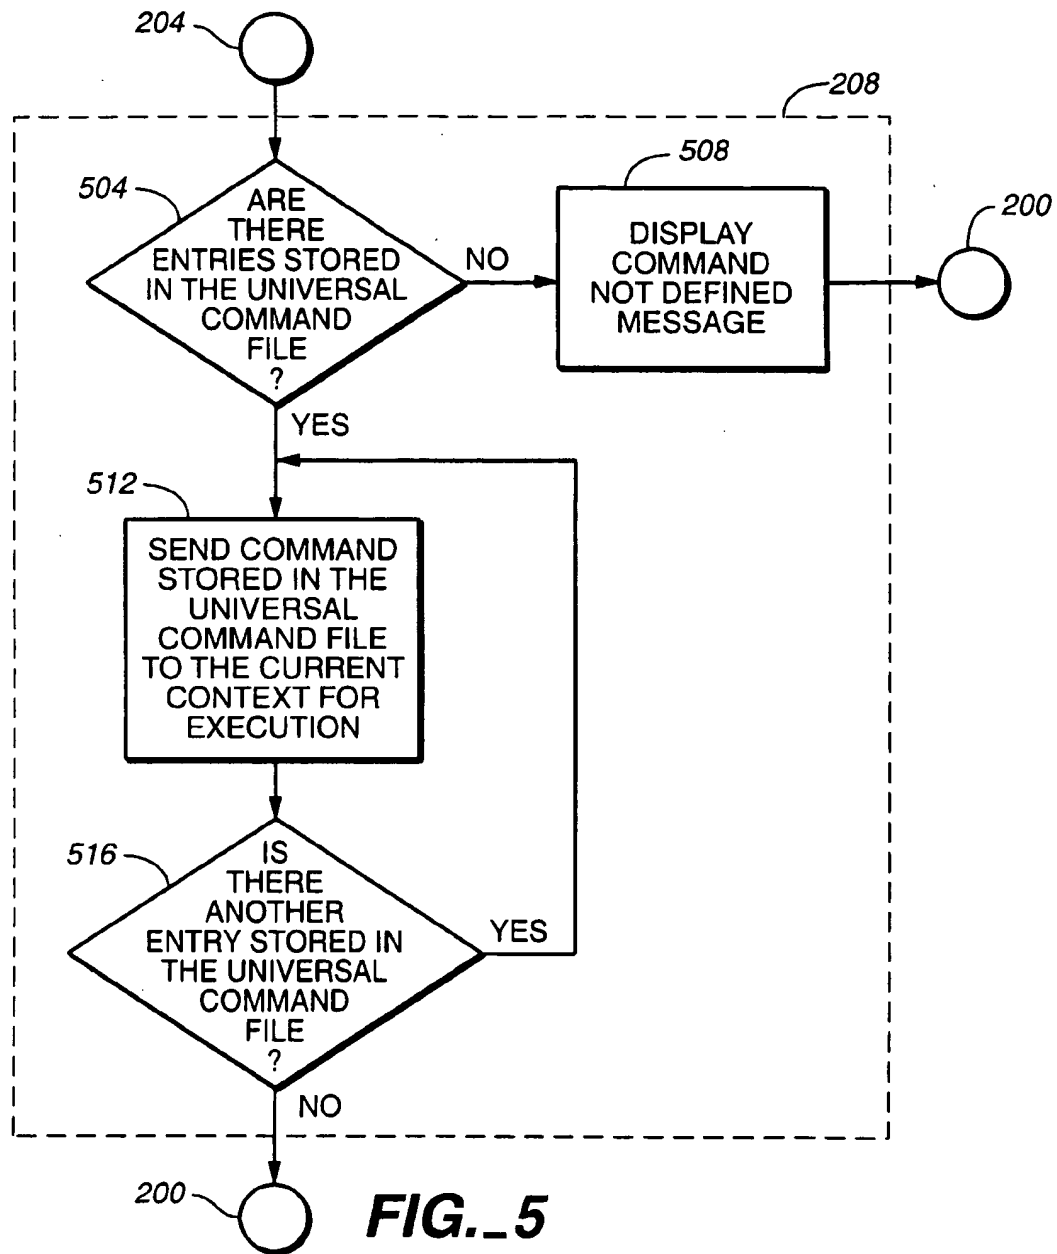 204
208
504
ARE
THERE
ENTRIES STORED
IN THE UNIVERSAL
COMMAND
FILE
?
NO
508
DISPLAY
COMMAND
NOT DEFINED
MESSAGE
200
YES
512
SEND COMMAND
STORED IN THE
UNIVERSAL
COMMAND FILE
TO THE CURRENT
CONTEXT FOR
EXECUTION
516
IS
THERE
ANOTHER
ENTRY STORED IN
THE UNIVERSAL
COMMAND
FILE
?
YES
NO
200
FIG._5